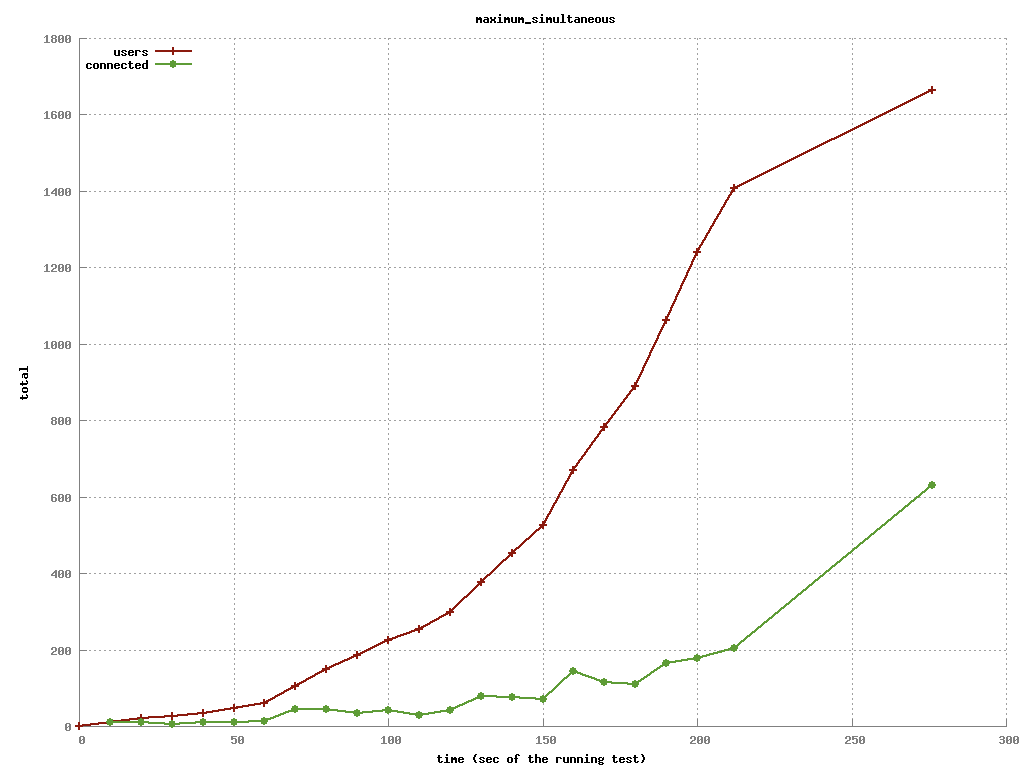 maximum_simultaneous
1800
users
connected
1600
1400
1200
1000
total
800
600
400
200
0
0 50 100 150 200 250 300
time (sec of the running test)